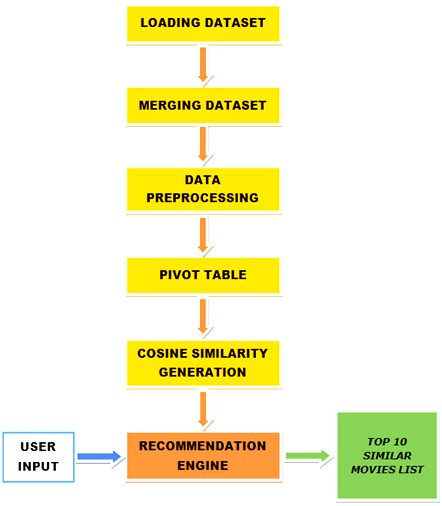 LOADING DATASET
MERGING DATASET
DATA
PREPROCESSING
PIVOT TABLE
COSINE SIMILARITY
GENERATION
USER
INPUT
RECOMMENDATION
ENGINE
TOP 10
SIMILAR
MOVIES LIST